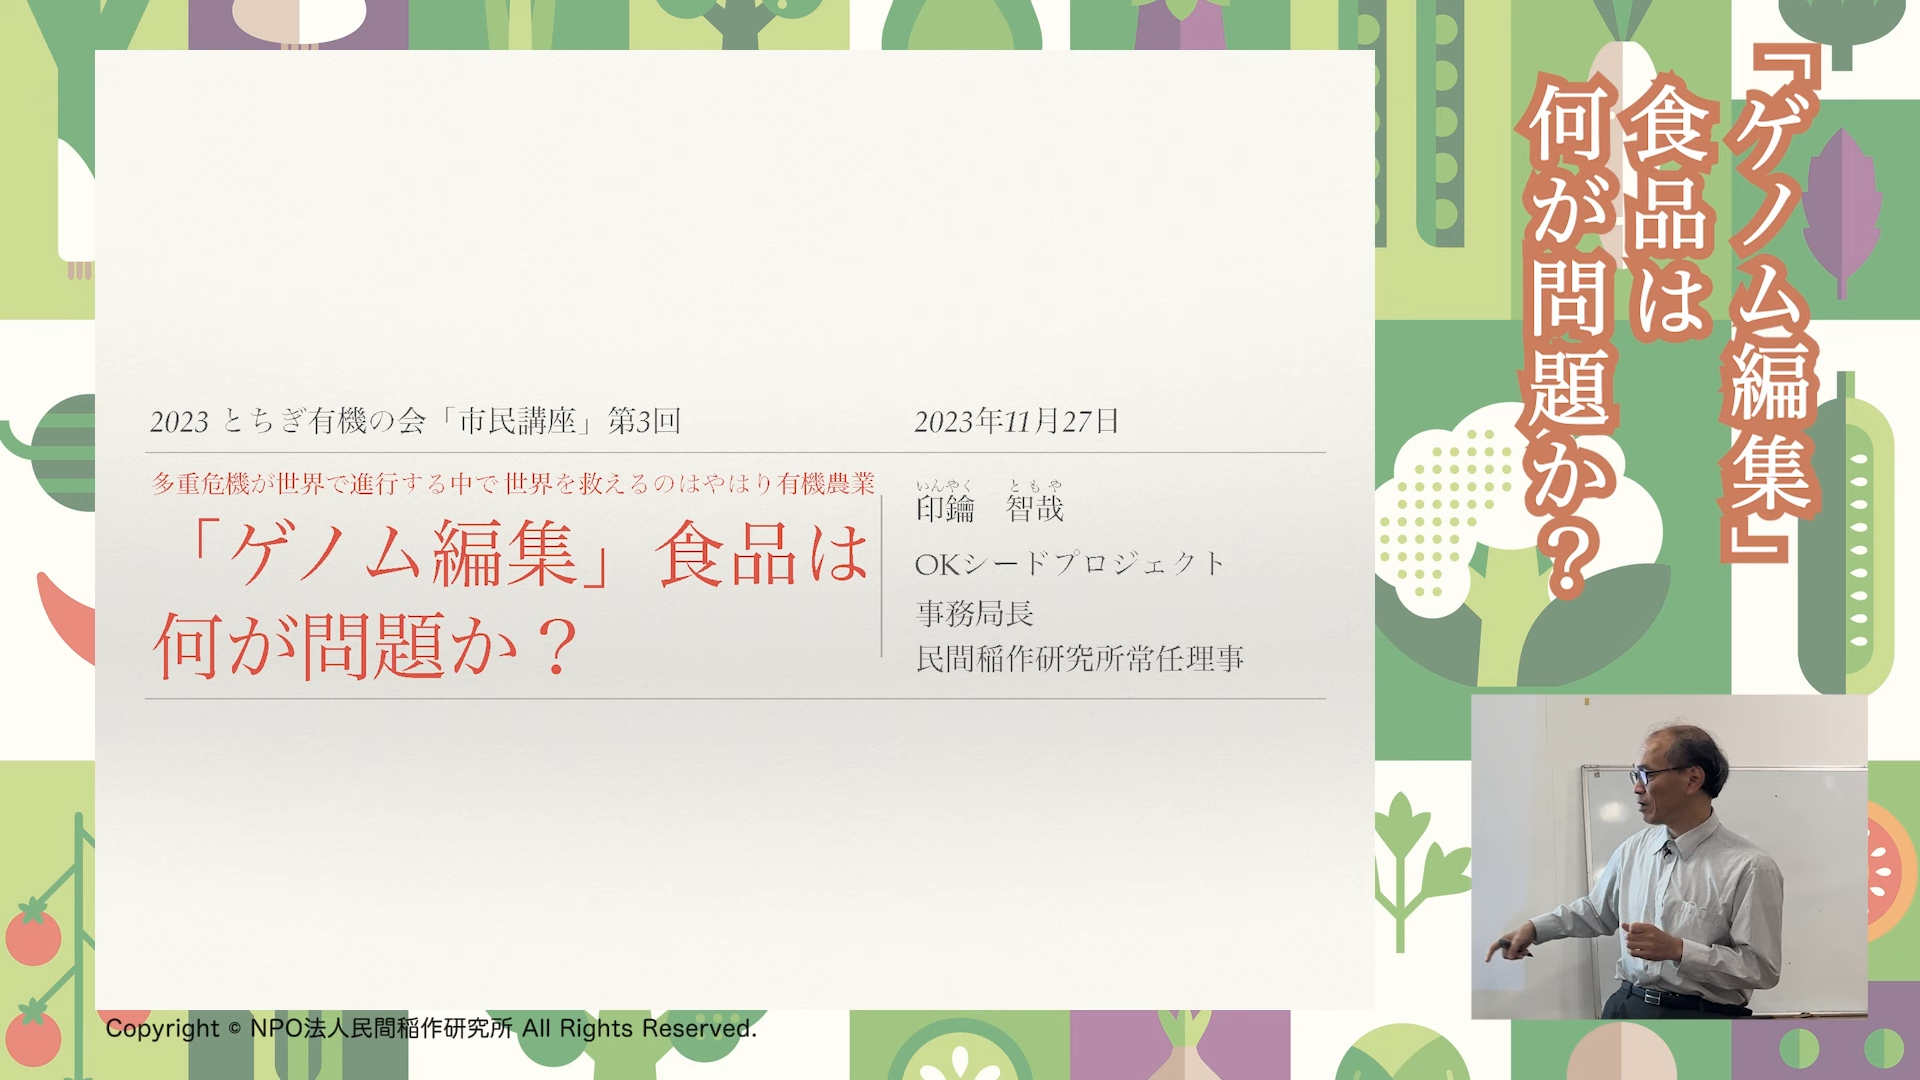 2023 とちぎ有機の会「市民講座」第3回
2023年11月27日
多重危機が世界で進行する中で 世界を救えるのはやはり有機農業
「ゲノム編集」食品は
何が問題か？
いんやく ともや
印鑰 智哉
OKシードプロジェクト
事務局長
民間稲作研究所常任理事
『ゲノム編集』
食品は
何が問題か？
Copyright © NPO法人民間稲作研究所 All Rights Reserved.